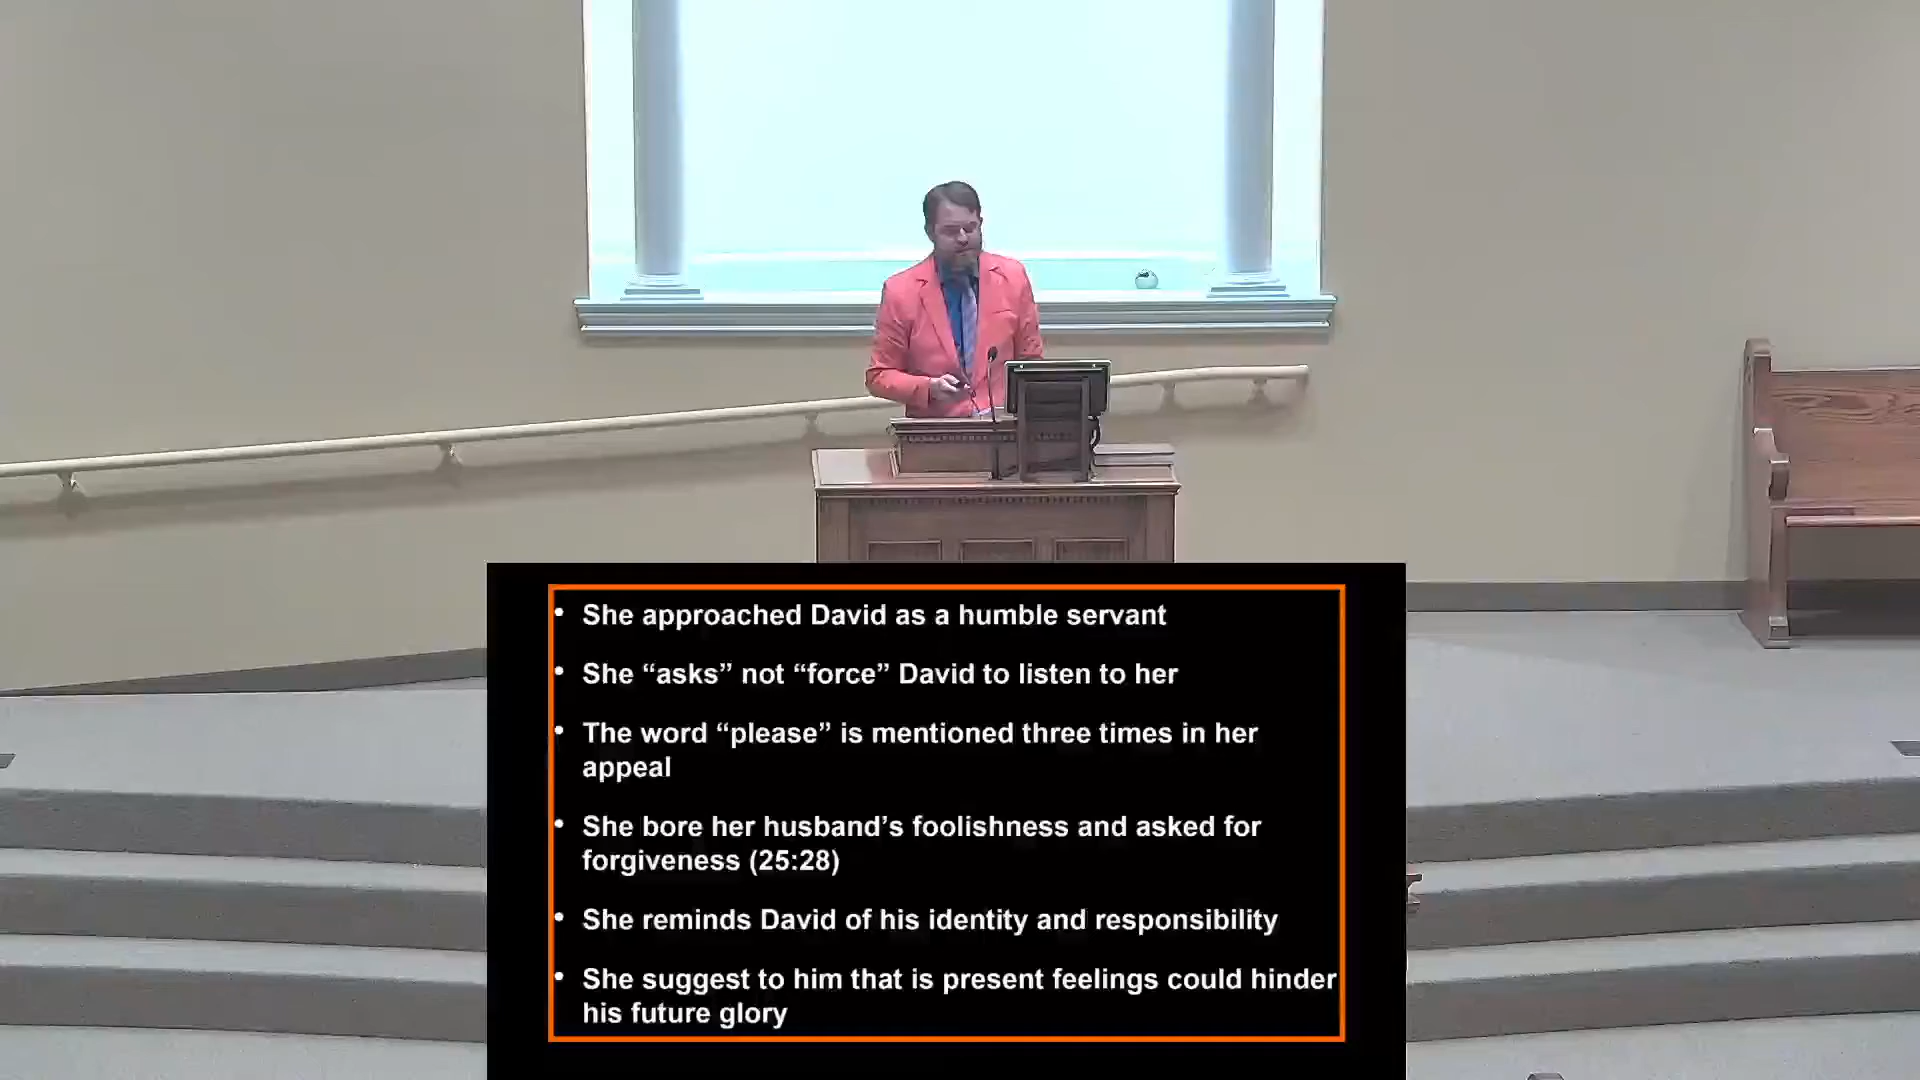 • She approached David as a humble servant
• She “asks” not “force” David to listen to her
• The word “please” is mentioned three times in her
appeal
• She bore her husband’s foolishness and asked for
forgiveness (25:28)
• She reminds David of his identity and responsibility
• She suggest to him that is present feelings could hinder
his future glory